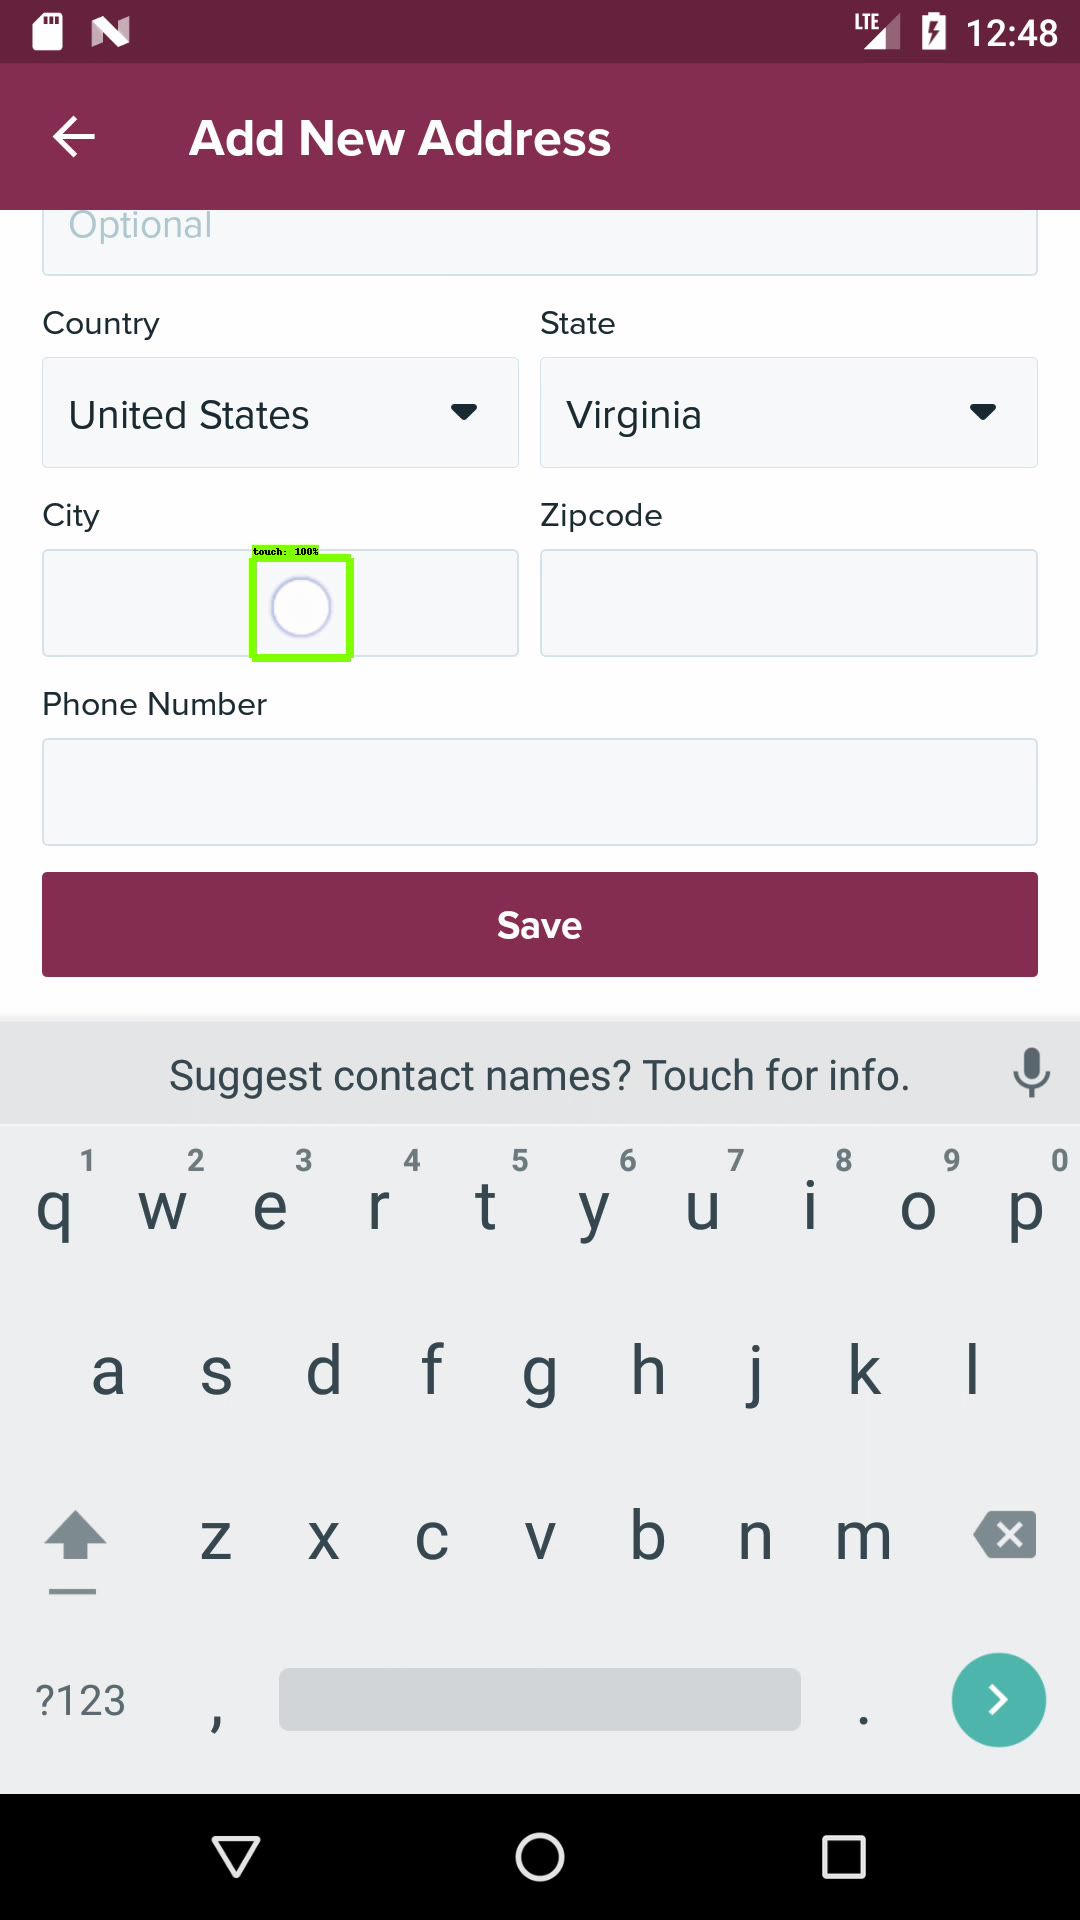 LTE 12:48
Add New Address
Optional
Country State
United States Virginia
City Zipcode
touch: 100%
Phone Number
Save
Suggest contact names? Touch for info.
1 2 3 4 5 6 7 8 9 0
q w e r t y u i o p
a s d f g h j k l
z x c v b n m
?123 , .